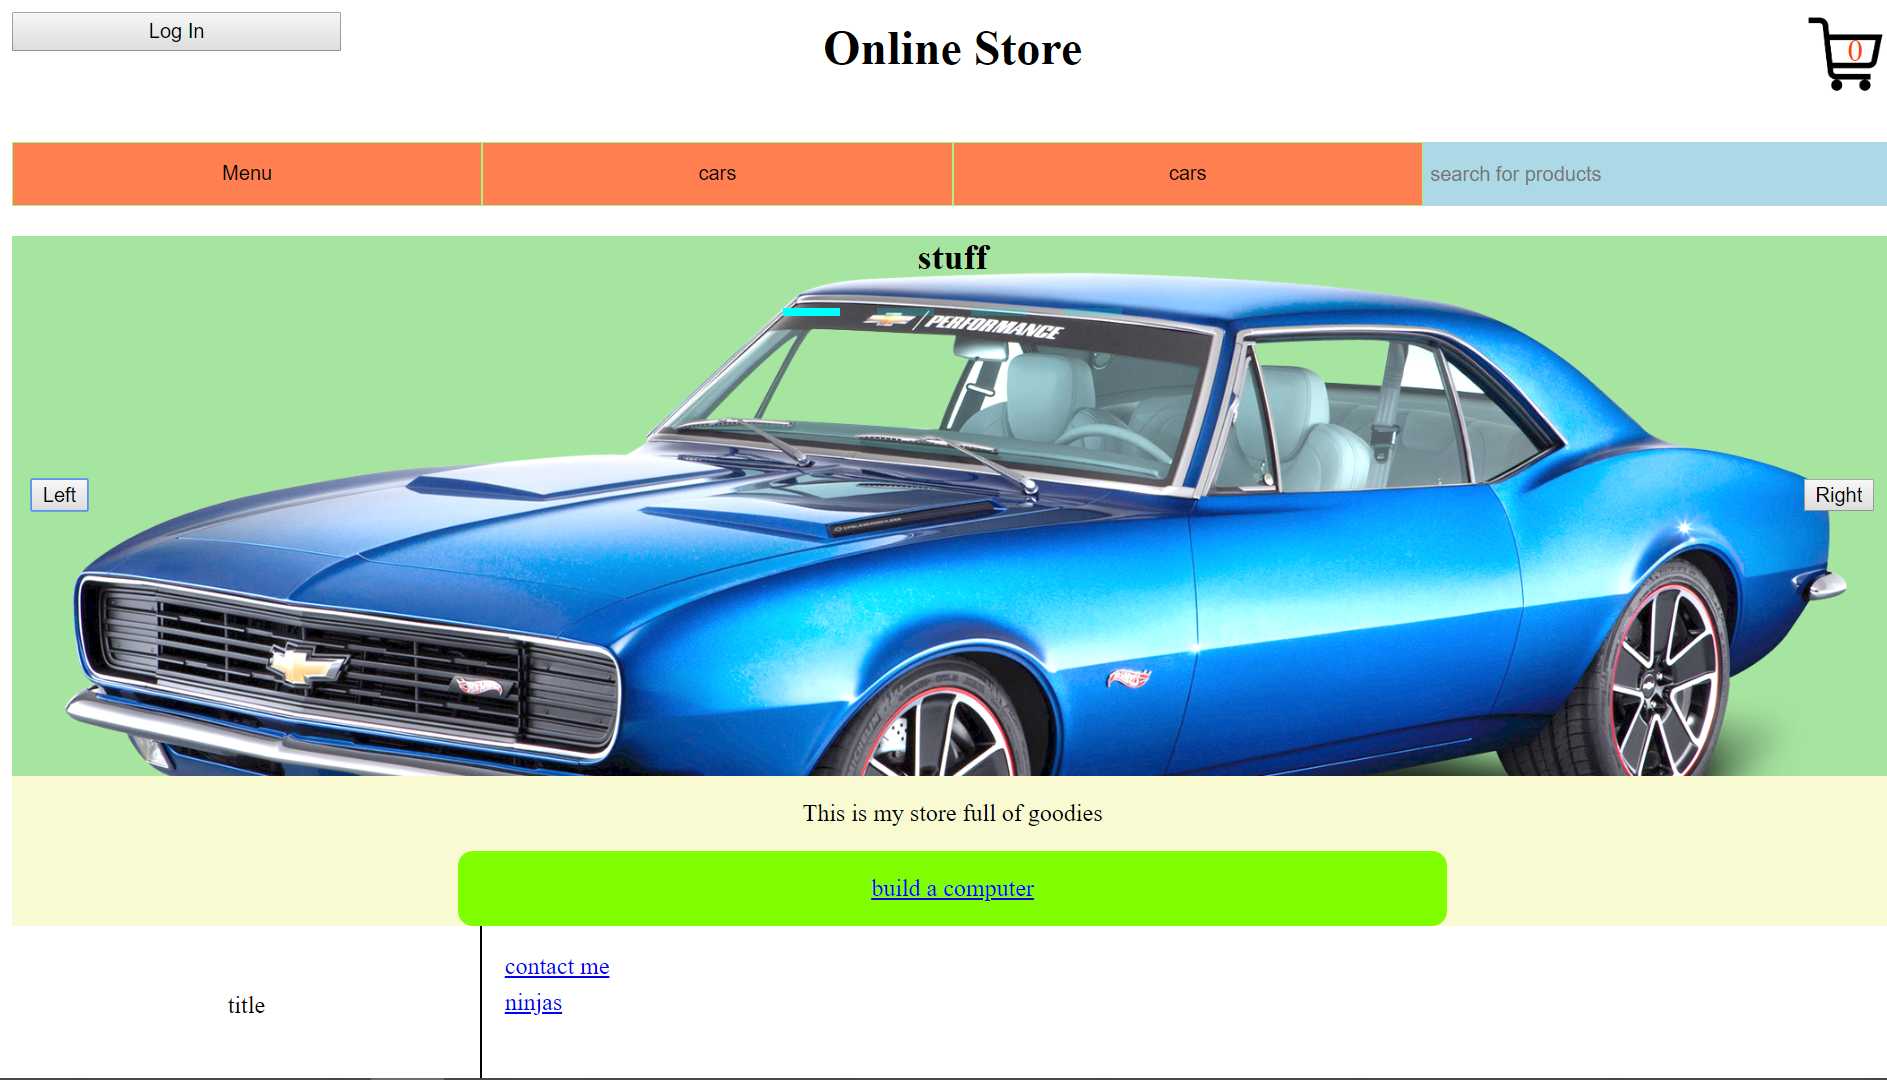 Log In
Online Store
0
Menu
cars
cars
search for products
stuff
PERFORMANCE
Left
Right
This is my store full of goodies
build a computer
title
contact me
ninjas